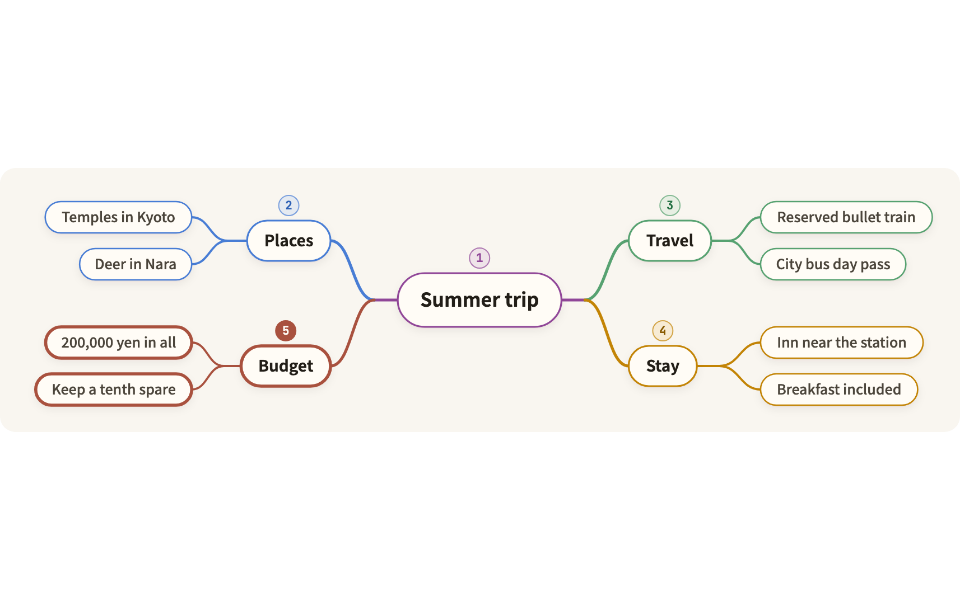 1
Summer trip
2
Places
Temples in Kyoto
Deer in Nara
3
Travel
Reserved bullet train
City bus day pass
4
Stay
Inn near the station
Breakfast included
5
Budget
200,000 yen in all
Keep a tenth spare